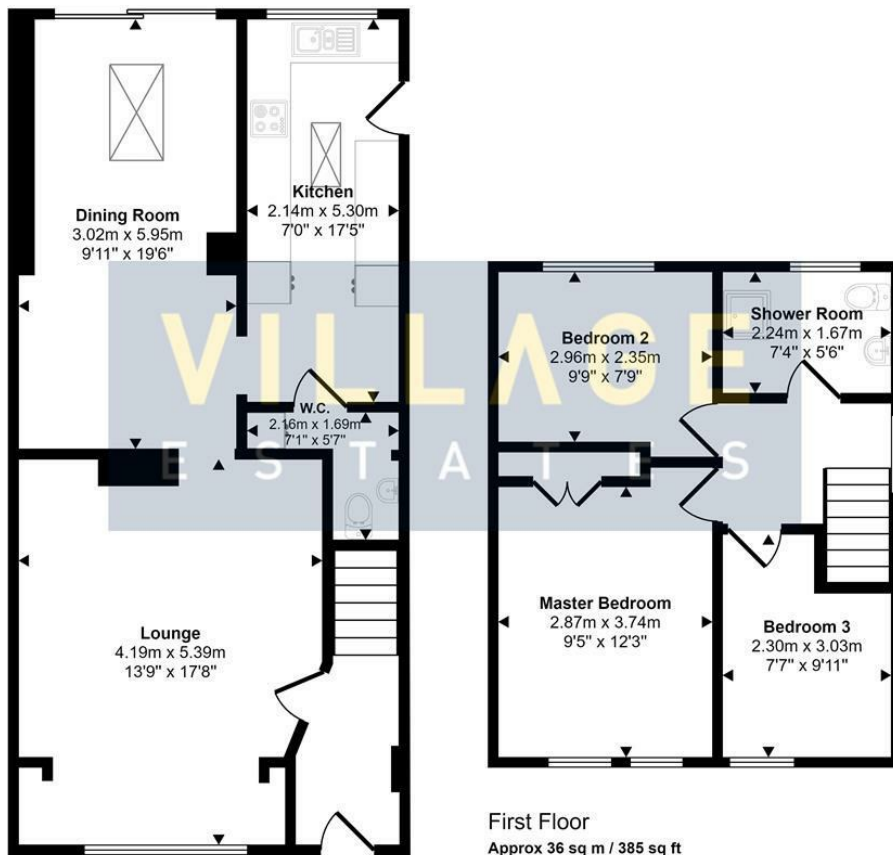 Dining Room
3.02m x 5.95m
9'11" x 19'6"
Kitchen
2.14m x 5.30m
7'0" x 17'5"
W.C.
2.16m x 1.69m
7'1" x 5'7"
Lounge
4.19m x 5.39m
13'9" x 17'8"
Bedroom 2
2.96m x 2.35m
9'9" x 7'9"
Shower Room
2.24m x 1.67m
7'4" x 5'6"
Master Bedroom
2.87m x 3.74m
9'5" x 12'3"
Bedroom 3
2.30m x 3.03m
7'7" x 9'11"
VILLAGE
ESTATES
First Floor
Approx 36 sq m / 385 sq ft